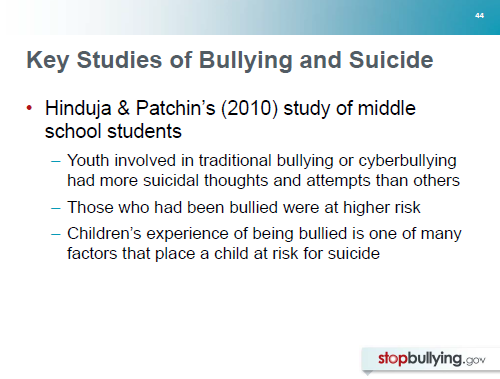 44
Key Studies of Bullying and Suicide
• Hinduja & Patchin's (2010) study of middle
school students
– Youth involved in traditional bullying or cyberbullying
had more suicidal thoughts and attempts than others
– Those who had been bullied were at higher risk
– Children's experience of being bullied is one of many
factors that place a child at risk for suicide
stopbullying.gov